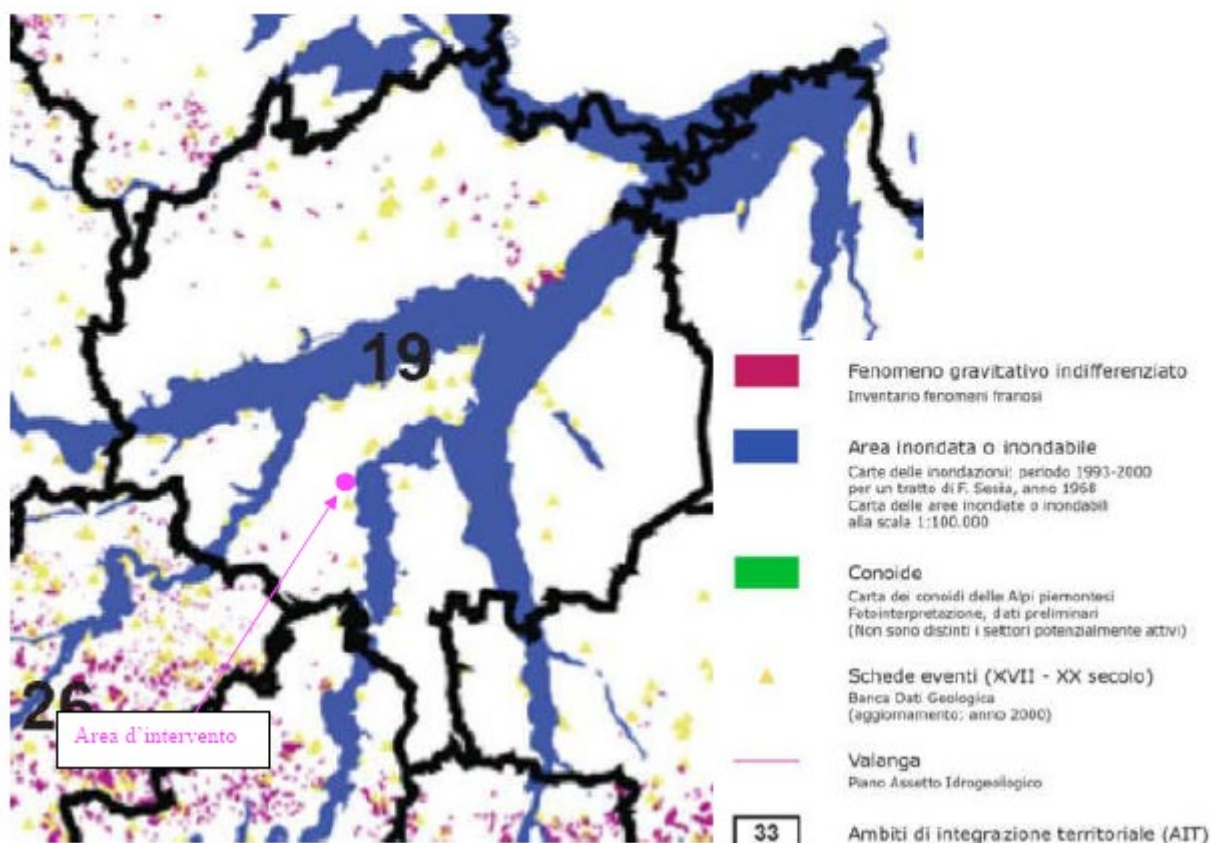 19
26
Area d'intervento
Fenomeno gravitativo indifferenziato
Inventario fenomeni franosi
Area inondata o inondabile
Carte delle inondazioni: periodo 1993-2000
per un tratto di F. Sesia, anno 1968
Carta delle aree inondate o inondabili
alla scala 1:100.000
Conoide
Carta dei conoidi delle Alpi piemontesi
Fotointerpretazione, dati preliminari
(Non sono distinti i settori potenzialmente attivi)
Schede eventi (XVII - XX secolo)
Banca Dati Geologica
(aggiornamento: anno 2000)
Valanga
Piano Assetto Idrogeologico
33
Ambiti di integrazione territoriale (AIT)